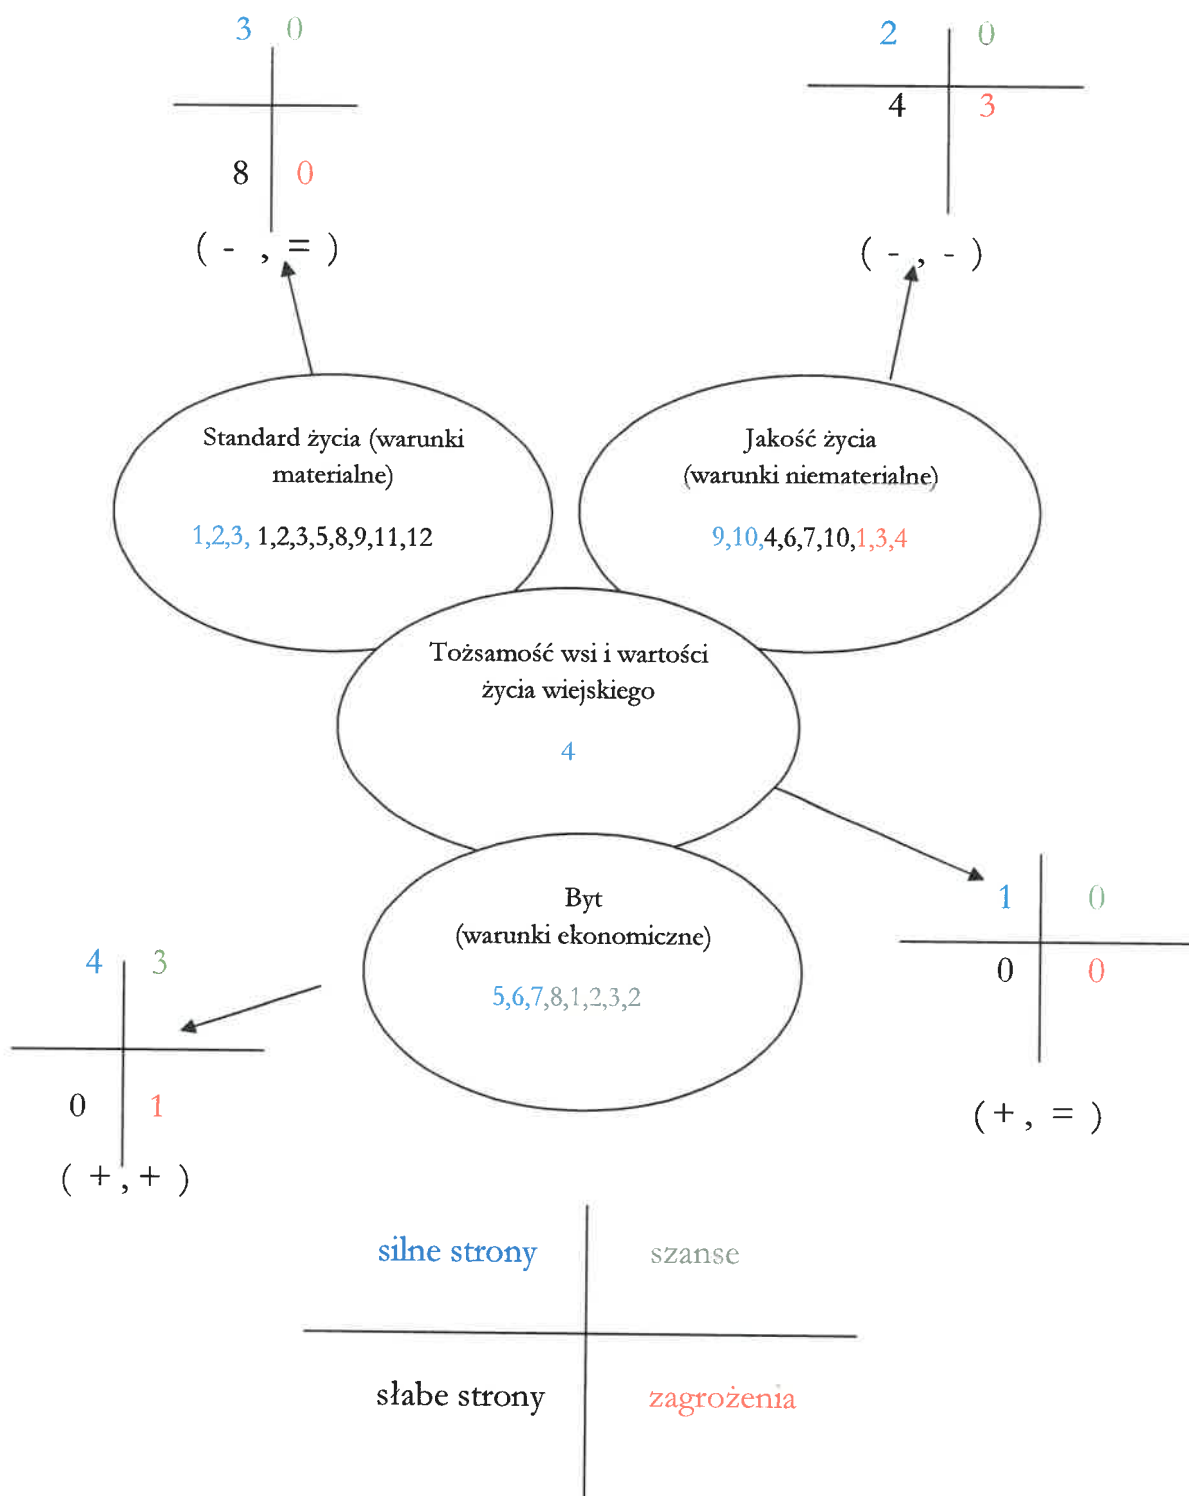 3 0
8 0
( - , = )
2 0
4 3
( - , - )
Standard życia (warunki
materialne)
1,2,3, 1,2,3,5,8,9,11,12
Jakość życia
(warunki niematerialne)
9,10,4,6,7,10,1,3,4
Tożsamość wsi i wartości
życia wiejskiego
4
Byt
(warunki ekonomiczne)
5,6,7,8,1,2,3,2
1 0
0 0
( + , = )
4 3
0 1
( + , + )
silne strony szanse
słabe strony zagrożenia